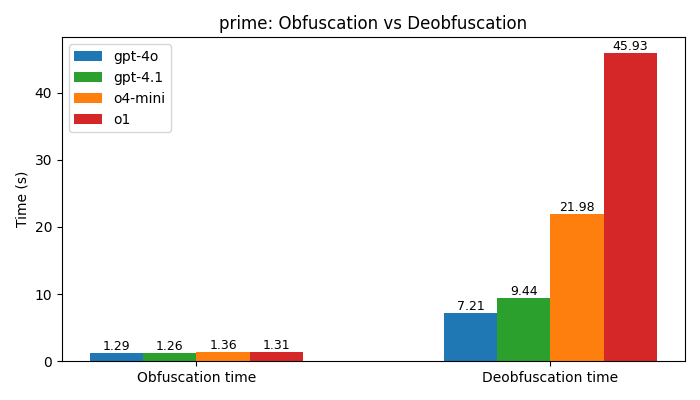 prime: Obfuscation vs Deobfuscation
gpt-4o
gpt-4.1
o4-mini
o1
Time (s)
40
30
20
10
0
1.29
1.26
1.36
1.31
7.21
9.44
21.98
45.93
Obfuscation time
Deobfuscation time